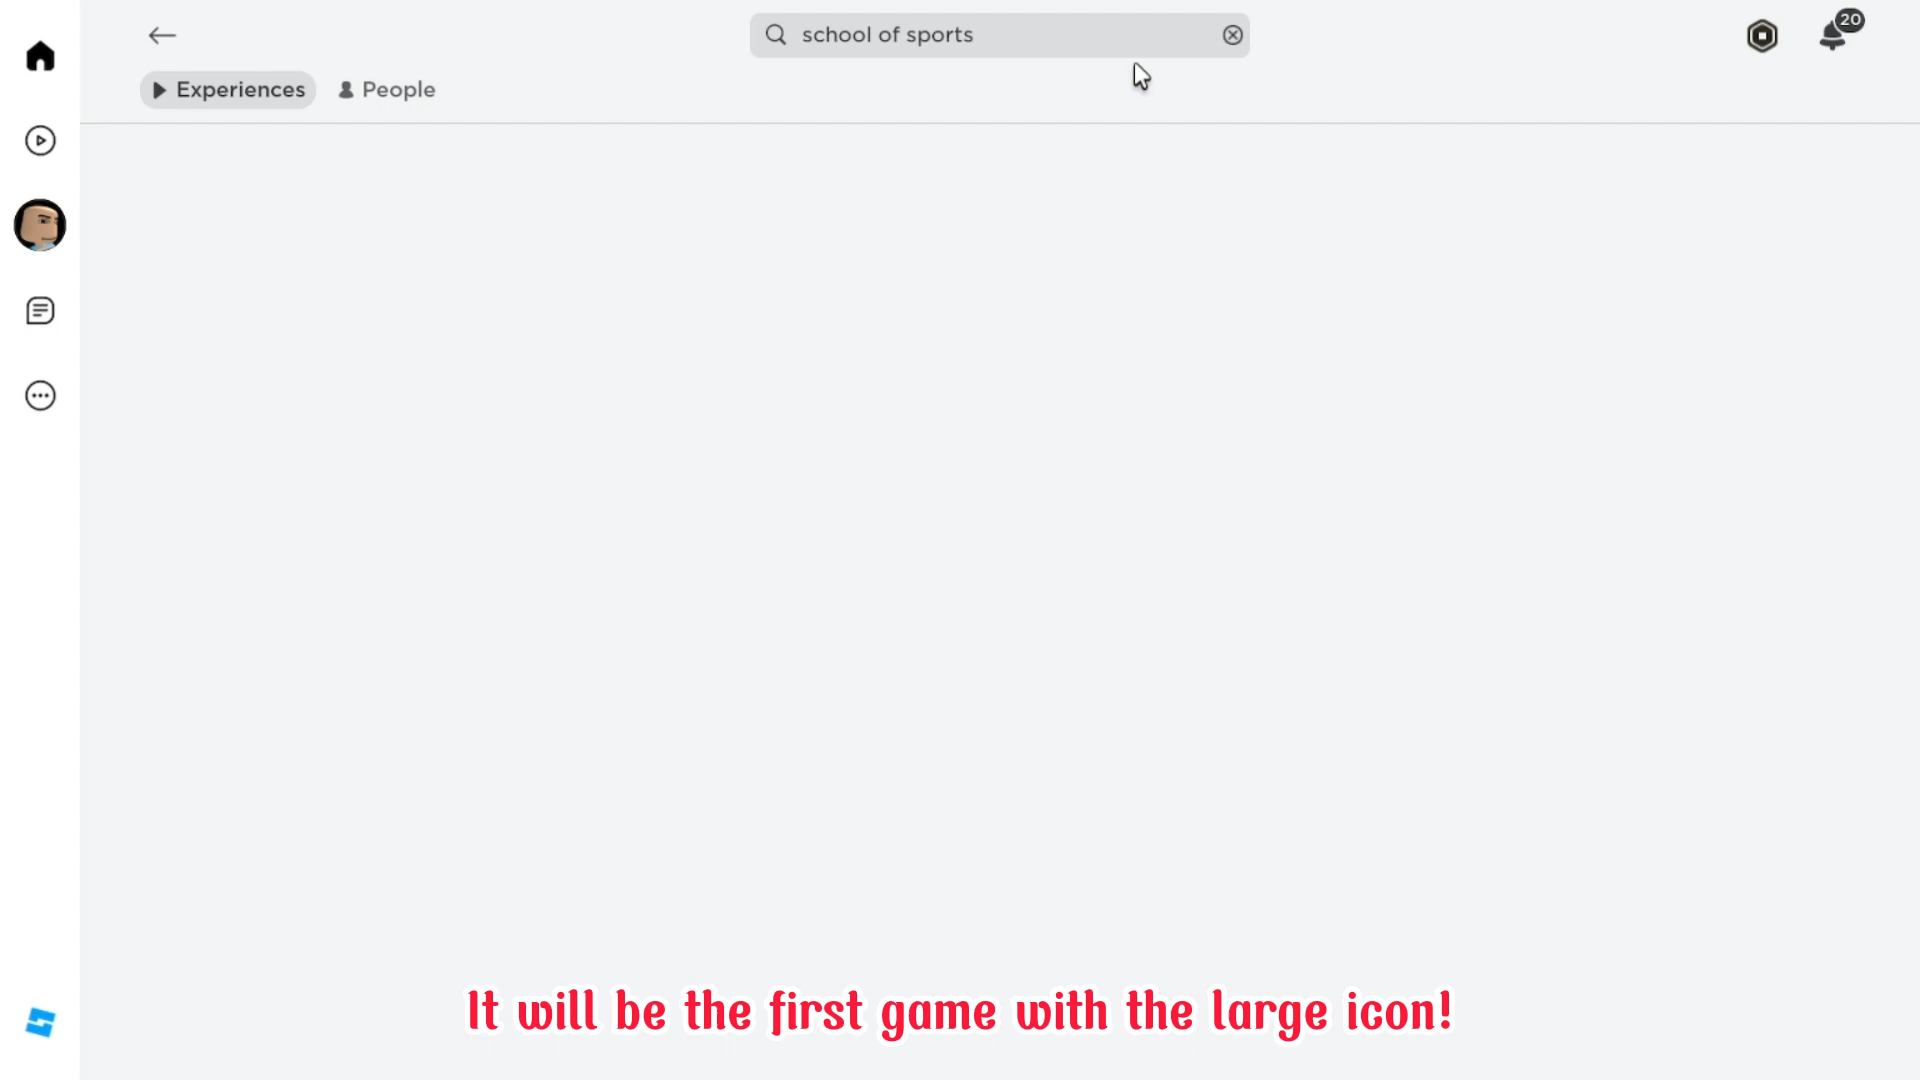 school of sports
20
Experiences
People
It will be the first game with the large icon!